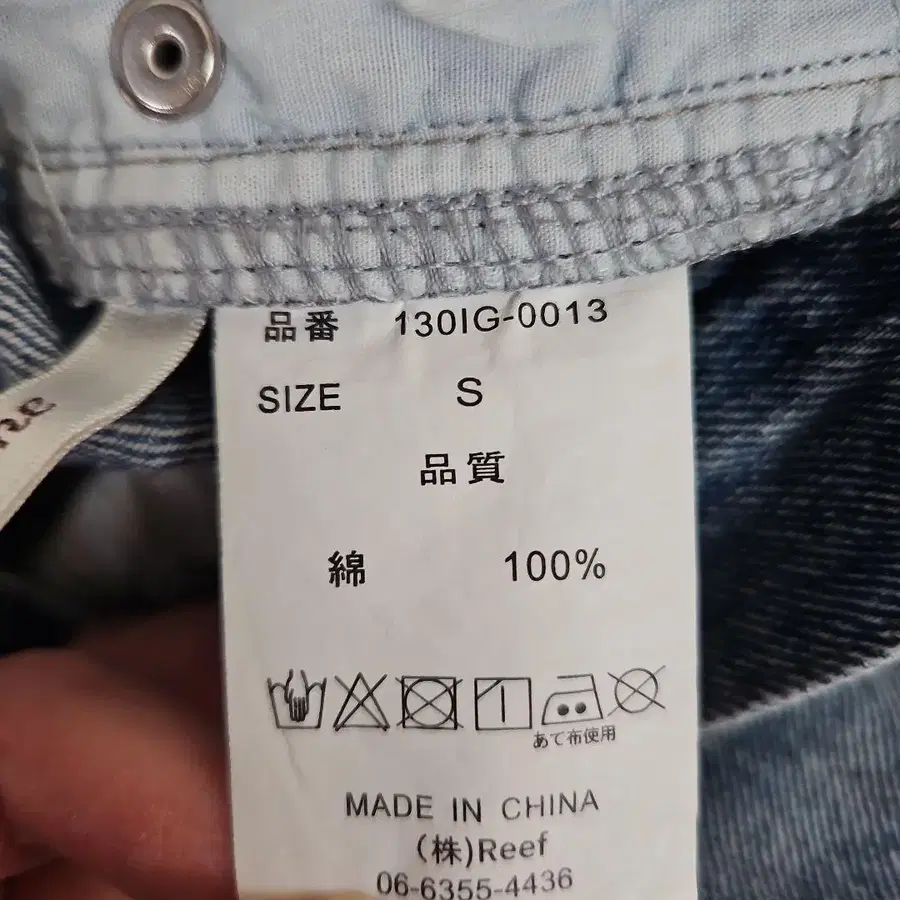 品番 130IG-0013
SIZE S
品質
綿 100%
あて布使用
MADE IN CHINA
(株)Reef
06-6355-4436